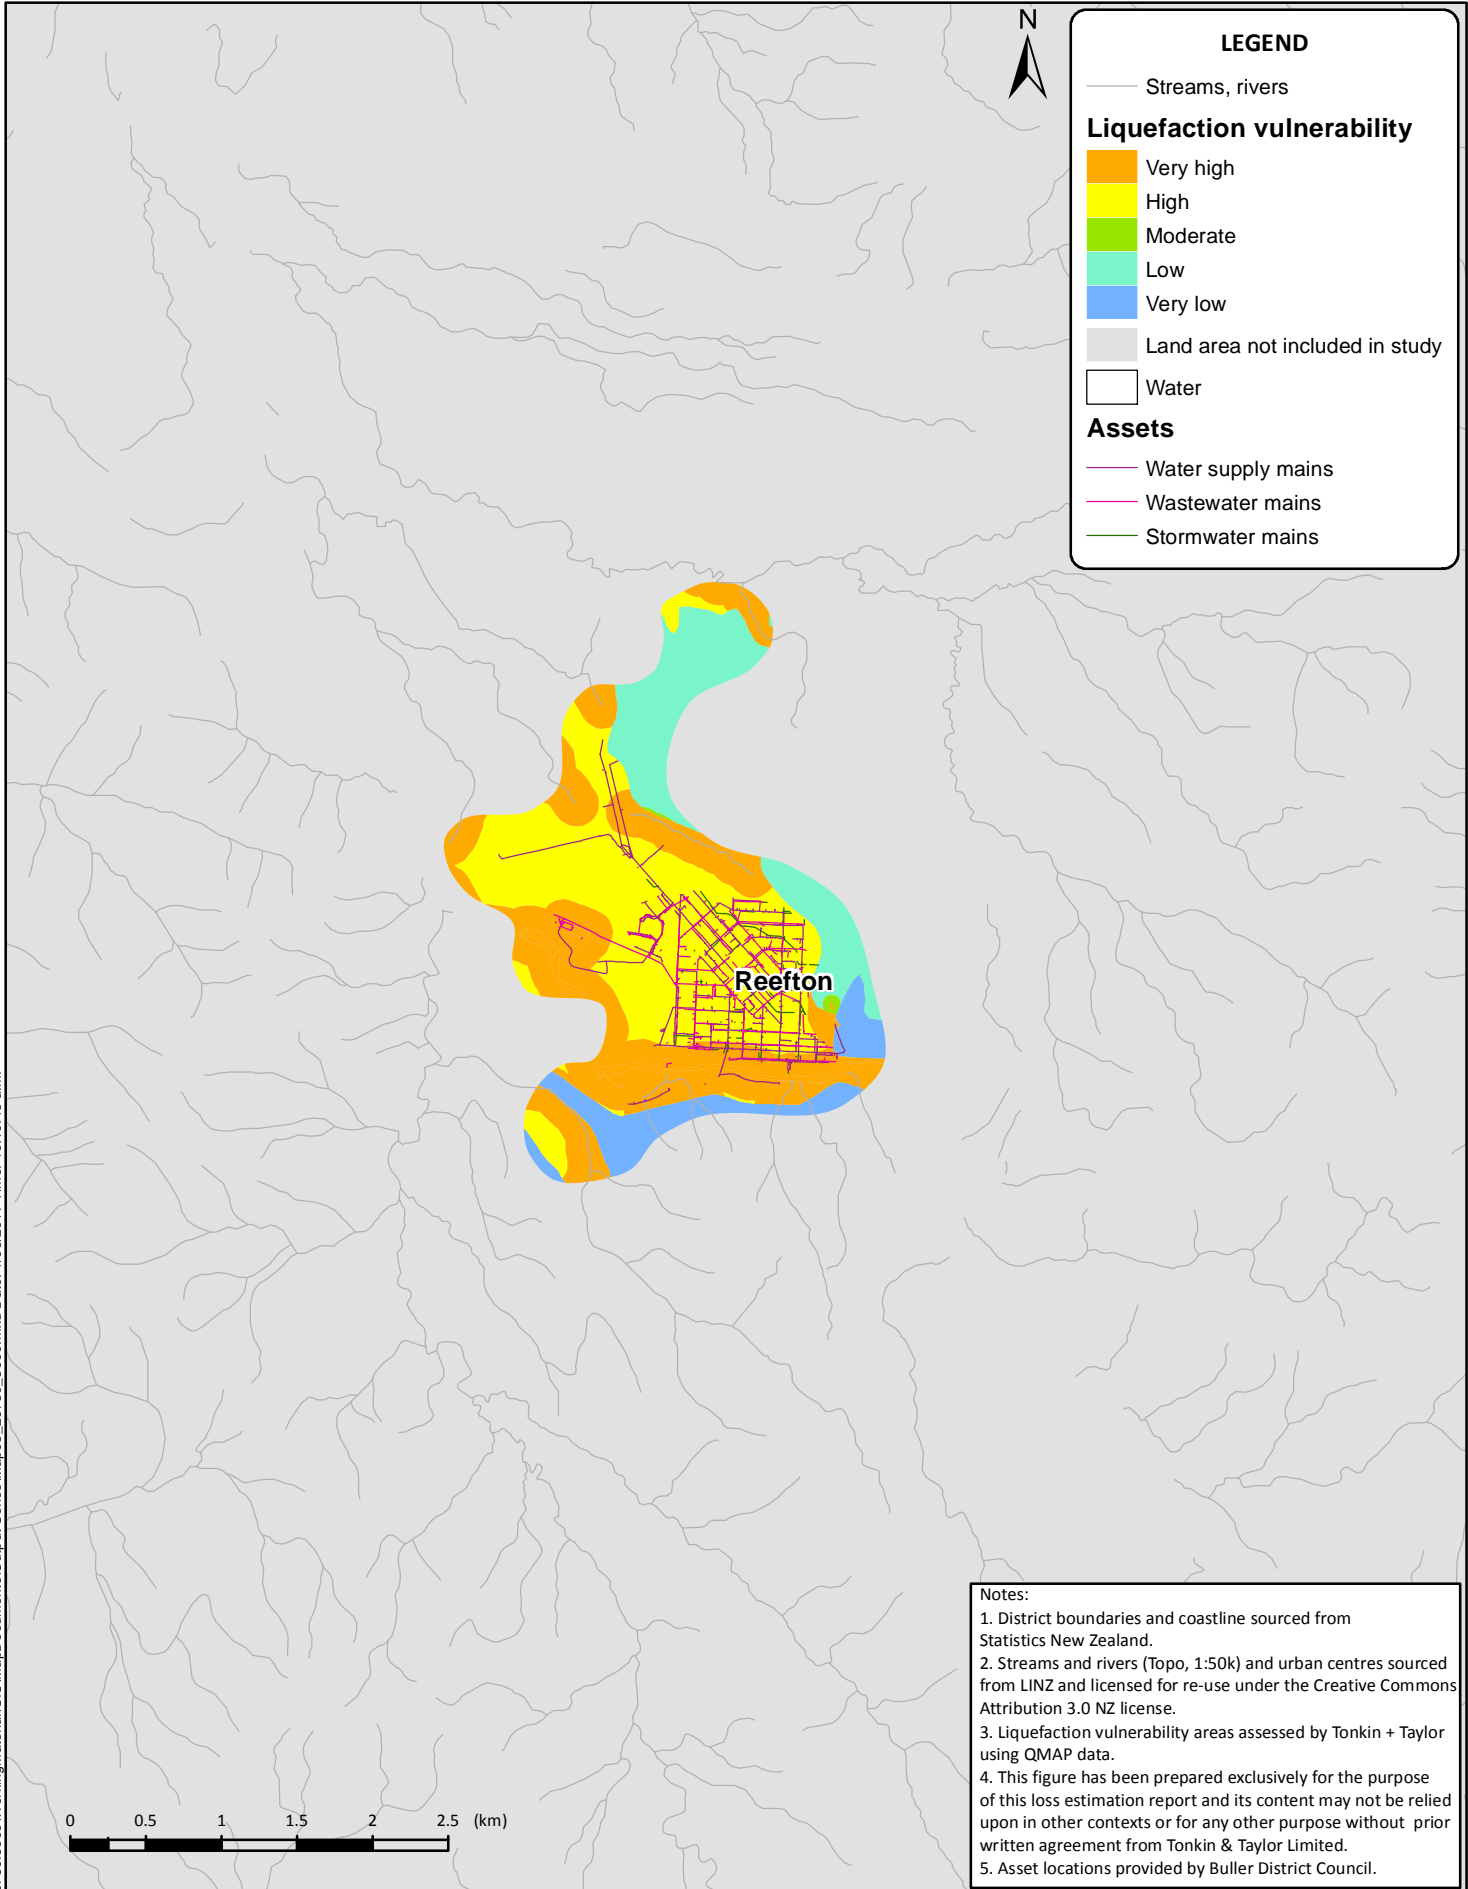 N
LEGEND
Streams, rivers
Liquefaction vulnerability
Very high
High
Moderate
Low
Very low
Land area not included in study
Water
Assets
Water supply mains
Wastewater mains
Stormwater mains
Reefton
0 0.5 1 1.5 2 2.5 (km)
Notes:
1. District boundaries and coastline sourced from
Statistics New Zealand.
2. Streams and rivers (Topo, 1:50k) and urban centres sourced
from LINZ and licensed for re-use under the Creative Commons
Attribution 3.0 NZ license.
3. Liquefaction vulnerability areas assessed by Tonkin + Taylor
using QMAP data.
4. This figure has been prepared exclusively for the purpose
of this loss estimation report and its content may not be relied
upon in other contexts or for any other purpose without prior
written agreement from Tonkin & Taylor Limited.
5. Asset locations provided by Buller District Council.